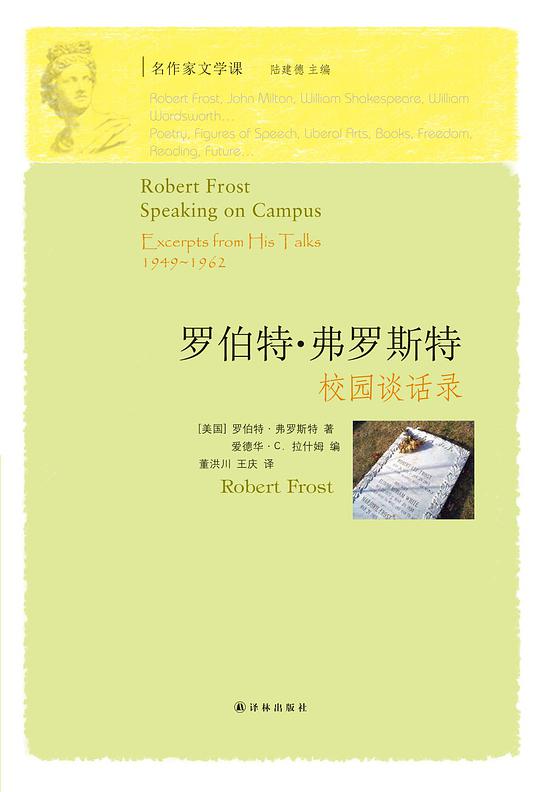 名作家文学课 陆建德 主编
Robert Frost, John Milton, William Shakespeare, William
Wordsworth...
Poetry, Figures of Speech, Liberal Arts, Books, Freedom,
Reading, Future...
Robert Frost
Speaking on Campus
Excerpts from His Talks
1949~1962
罗伯特·弗罗斯特
校园谈话录
[美国] 罗伯特·弗罗斯特 著
爱德华·C. 拉什姆 编
董洪川 王庆 译
Robert Frost
译林出版社